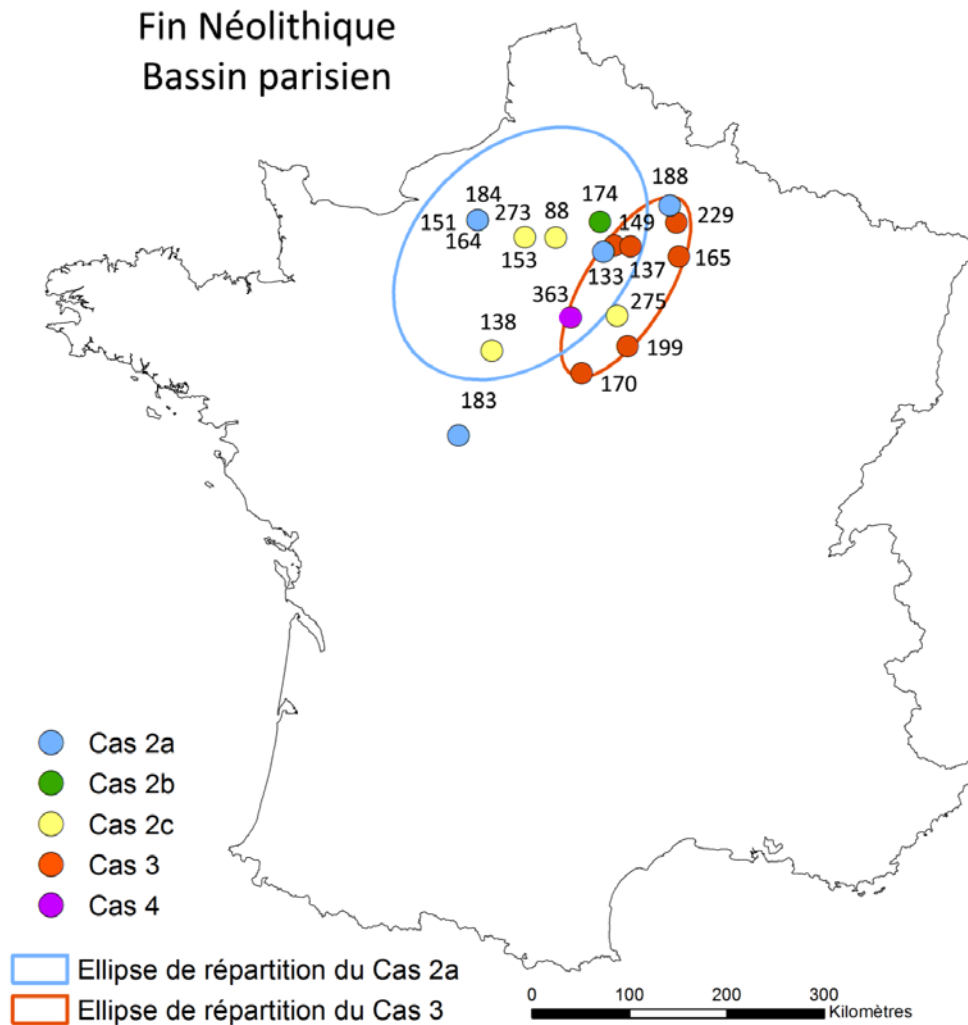 Fin Néolithique
Bassin parisien
184
273
88
174
188
151
164
153
149
229
133
137
165
363
275
138
199
170
183
Cas 2a
Cas 2b
Cas 2c
Cas 3
Cas 4
Ellipse de répartition du Cas 2a
Ellipse de répartition du Cas 3
0 100 200 300
Kilomètres